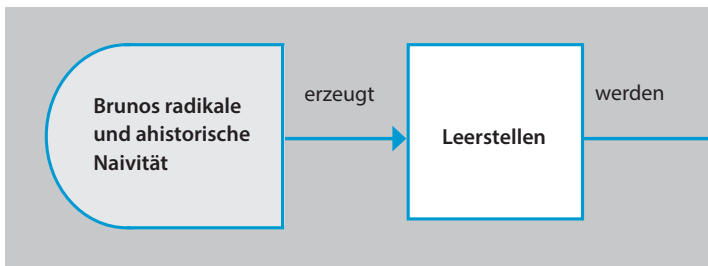 Brunos radikale
und ahistorische
Naivität
erzeugt
Leerstellen
werden